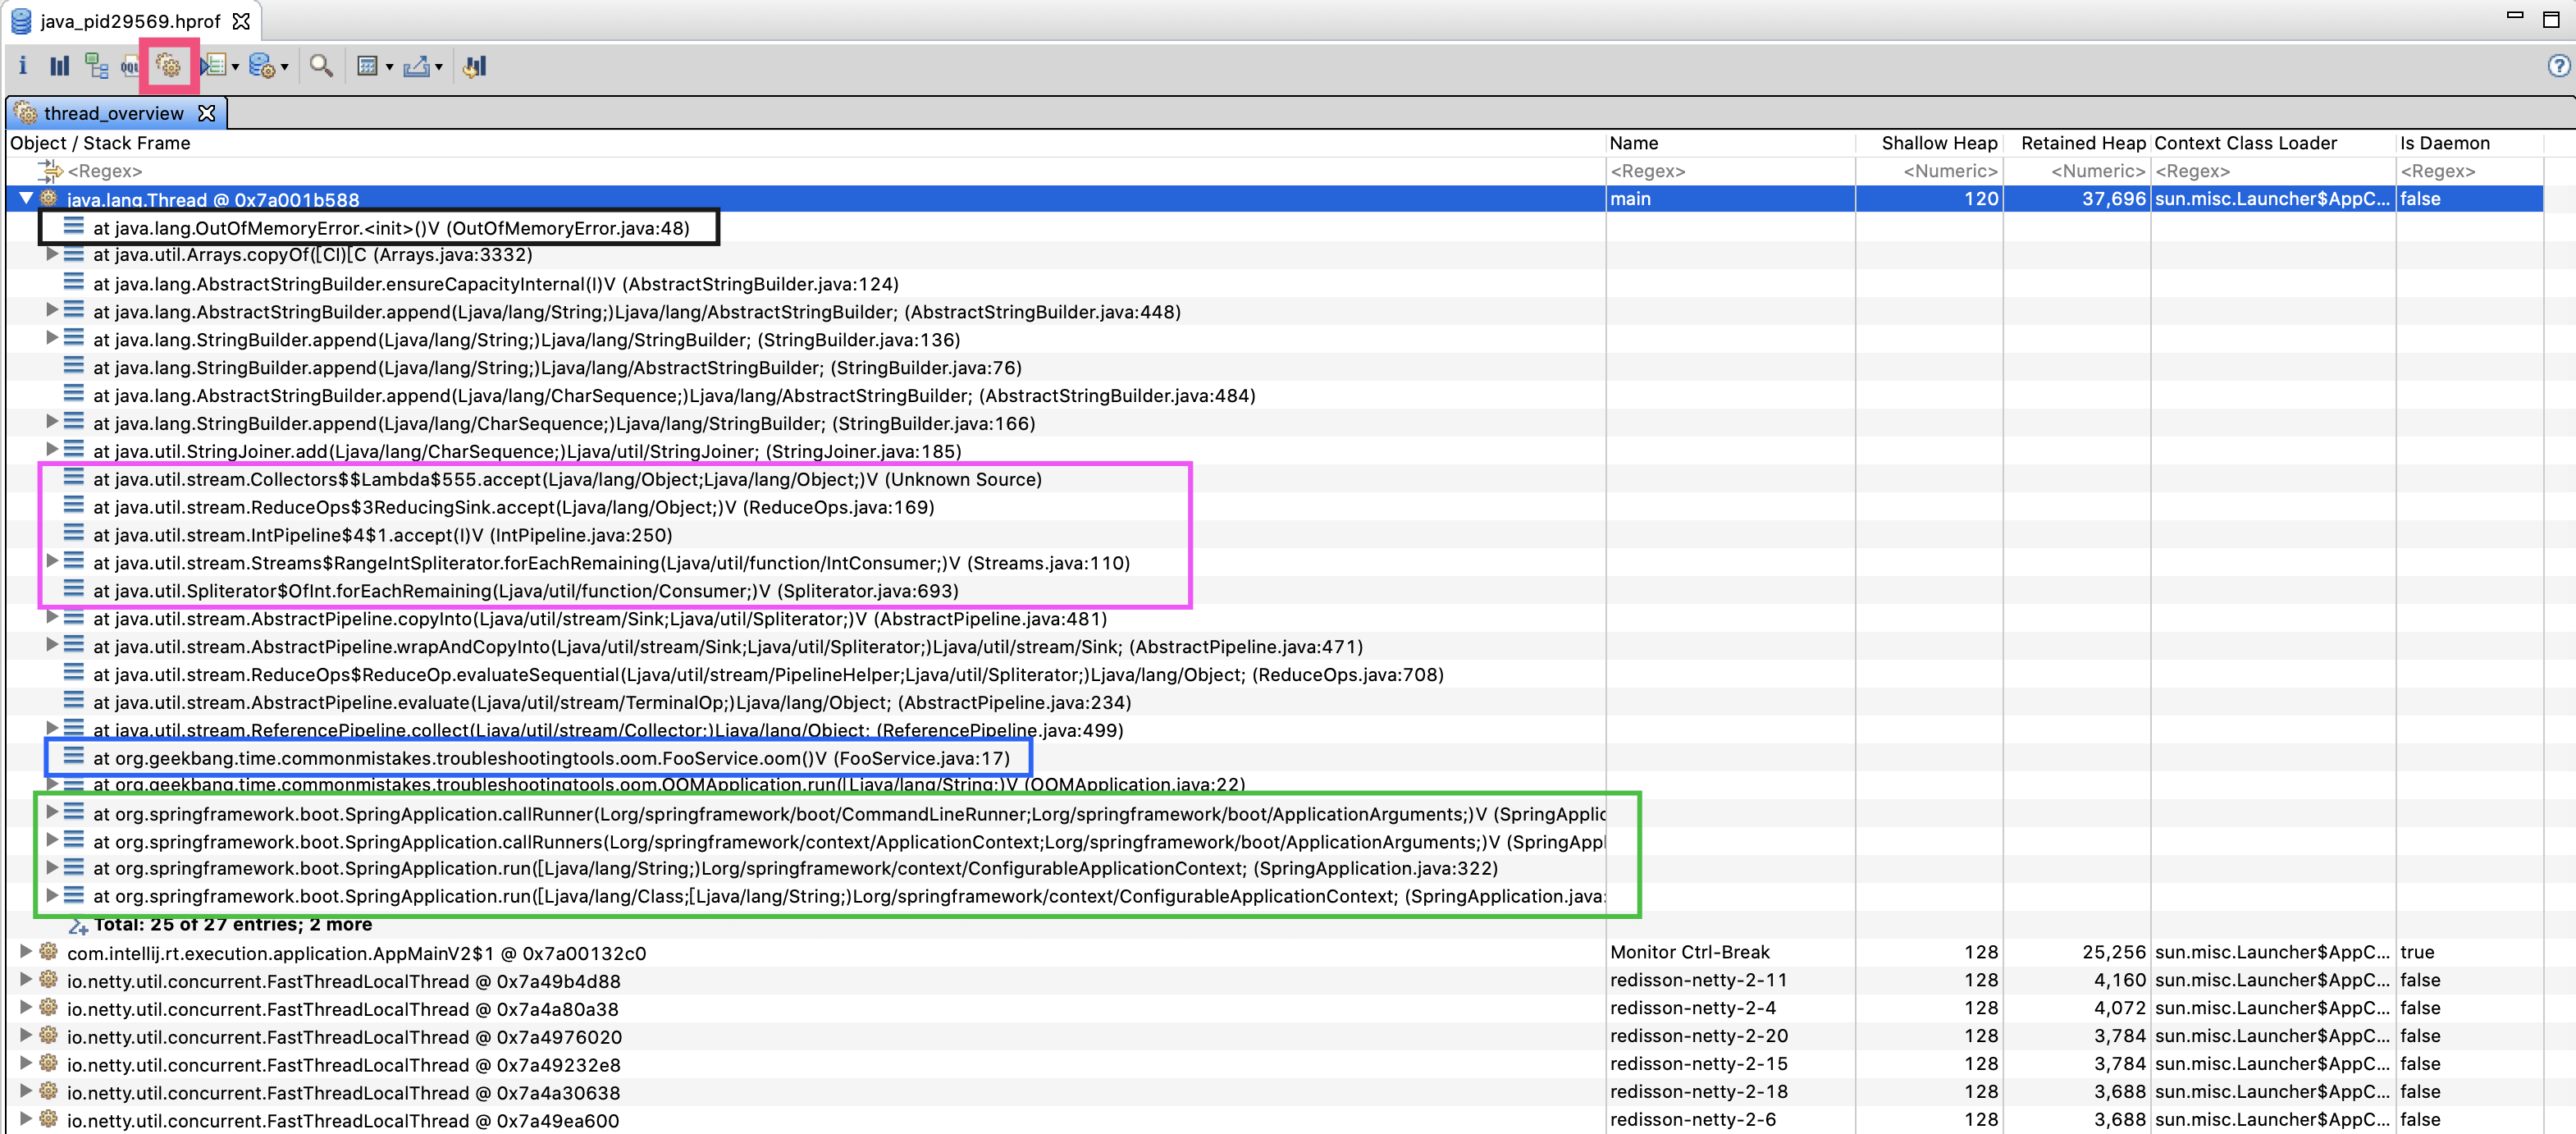 java_pid29569.hprof
i OQL
thread_overview
Object / Stack Frame Name Shallow Heap Retained Heap Context Class Loader Is Daemon
<Regex> <Regex> <Numeric> <Numeric> <Regex> <Regex>
java.lang.Thread @ 0x7a001b588 main 120 37,696 sun.misc.Launcher$AppC... false
at java.lang.OutOfMemoryError.<init>()V (OutOfMemoryError.java:48)
at java.util.Arrays.copyOf([CI)[C (Arrays.java:3332)
at java.lang.AbstractStringBuilder.ensureCapacityInternal(I)V (AbstractStringBuilder.java:124)
at java.lang.AbstractStringBuilder.append(Ljava/lang/String;)Ljava/lang/AbstractStringBuilder; (AbstractStringBuilder.java:448)
at java.lang.StringBuilder.append(Ljava/lang/String;)Ljava/lang/StringBuilder; (StringBuilder.java:136)
at java.lang.StringBuilder.append(Ljava/lang/String;)Ljava/lang/AbstractStringBuilder; (StringBuilder.java:76)
at java.lang.AbstractStringBuilder.append(Ljava/lang/CharSequence;)Ljava/lang/AbstractStringBuilder; (AbstractStringBuilder.java:484)
at java.lang.StringBuilder.append(Ljava/lang/CharSequence;)Ljava/lang/StringBuilder; (StringBuilder.java:166)
at java.util.StringJoiner.add(Ljava/lang/CharSequence;)Ljava/util/StringJoiner; (StringJoiner.java:185)
at java.util.stream.Collectors$$Lambda$555.accept(Ljava/lang/Object;Ljava/lang/Object;)V (Unknown Source)
at java.util.stream.ReduceOps$3ReducingSink.accept(Ljava/lang/Object;)V (ReduceOps.java:169)
at java.util.stream.IntPipeline$4$1.accept(I)V (IntPipeline.java:250)
at java.util.stream.Streams$RangeIntSpliterator.forEachRemaining(Ljava/util/function/IntConsumer;)V (Streams.java:110)
at java.util.Spliterator$OfInt.forEachRemaining(Ljava/util/function/Consumer;)V (Spliterator.java:693)
at java.util.stream.AbstractPipeline.copyInto(Ljava/util/stream/Sink;Ljava/util/Spliterator;)V (AbstractPipeline.java:481)
at java.util.stream.AbstractPipeline.wrapAndCopyInto(Ljava/util/stream/Sink;Ljava/util/Spliterator;)Ljava/util/stream/Sink; (AbstractPipeline.java:471)
at java.util.stream.ReduceOps$ReduceOp.evaluateSequential(Ljava/util/stream/PipelineHelper;Ljava/util/Spliterator;)Ljava/lang/Object; (ReduceOps.java:708)
at java.util.stream.AbstractPipeline.evaluate(Ljava/util/stream/TerminalOp;)Ljava/lang/Object; (AbstractPipeline.java:234)
at java.util.stream.ReferencePipeline.collect(Ljava/util/stream/Collector;)Ljava/lang/Object; (ReferencePipeline.java:499)
at org.geekbang.time.commonmistakes.troubleshootingtools.oom.FooService.oom()V (FooService.java:17)
at org.geekbang.time.commonmistakes.troubleshootingtools.oom.OOMApplication.run([Ljava/lang/String;)V (OOMApplication.java:22)
at org.springframework.boot.SpringApplication.callRunner(Lorg/springframework/boot/CommandLineRunner;Lorg/springframework/boot/ApplicationArguments;)V (SpringApplic
at org.springframework.boot.SpringApplication.callRunners(Lorg/springframework/context/ApplicationContext;Lorg/springframework/boot/ApplicationArguments;)V (SpringAppl
at org.springframework.boot.SpringApplication.run([Ljava/lang/String;)Lorg/springframework/context/ConfigurableApplicationContext; (SpringApplication.java:322)
at org.springframework.boot.SpringApplication.run([Ljava/lang/Class;[Ljava/lang/String;)Lorg/springframework/context/ConfigurableApplicationContext; (SpringApplication.java:
Total: 25 of 27 entries; 2 more
com.intellij.rt.execution.application.AppMainV2$1 @ 0x7a00132c0 Monitor Ctrl-Break 128 25,256 sun.misc.Launcher$AppC... true
io.netty.util.concurrent.FastThreadLocalThread @ 0x7a49b4d88 redisson-netty-2-11 128 4,160 sun.misc.Launcher$AppC... false
io.netty.util.concurrent.FastThreadLocalThread @ 0x7a4a80a38 redisson-netty-2-4 128 4,072 sun.misc.Launcher$AppC... false
io.netty.util.concurrent.FastThreadLocalThread @ 0x7a4976020 redisson-netty-2-20 128 3,784 sun.misc.Launcher$AppC... false
io.netty.util.concurrent.FastThreadLocalThread @ 0x7a49232e8 redisson-netty-2-15 128 3,784 sun.misc.Launcher$AppC... false
io.netty.util.concurrent.FastThreadLocalThread @ 0x7a4a30638 redisson-netty-2-18 128 3,688 sun.misc.Launcher$AppC... false
io.netty.util.concurrent.FastThreadLocalThread @ 0x7a49ea600 redisson-netty-2-6 128 3,688 sun.misc.Launcher$AppC... false